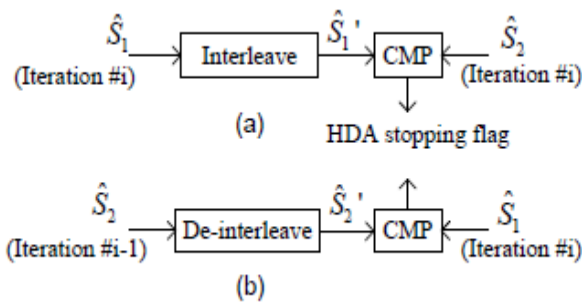 Ŝ₁ Interleave Ŝ₁' CMP Ŝ₂
(Iteration #i) (Iteration #i)
(a)
HDA stopping flag
Ŝ₂ De-interleave Ŝ₂' CMP Ŝ₁
(Iteration #i-1) (Iteration #i)
(b)